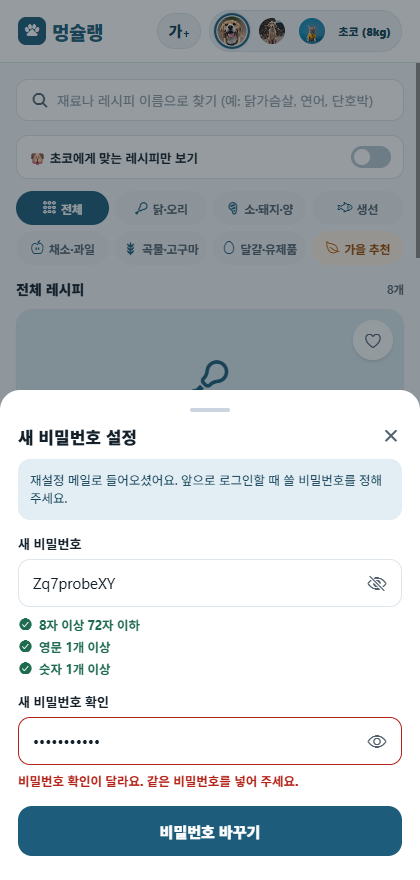 멍슐랭
가+
초코 (8kg)
재료나 레시피 이름으로 찾기 (예: 닭가슴살, 연어, 단호박)
초코에게 맞는 레시피만 보기
전체
닭·오리
소·돼지·양
생선
채소·과일
곡물·고구마
달걀·유제품
가을 추천
전체 레시피
8개
새 비밀번호 설정
재설정 메일로 들어오셨어요. 앞으로 로그인할 때 쓸 비밀번호를 정해
주세요.
새 비밀번호
Zq7probeXY
8자 이상 72자 이하
영문 1개 이상
숫자 1개 이상
새 비밀번호 확인
•••••••••••
비밀번호 확인이 달라요. 같은 비밀번호를 넣어 주세요.
비밀번호 바꾸기